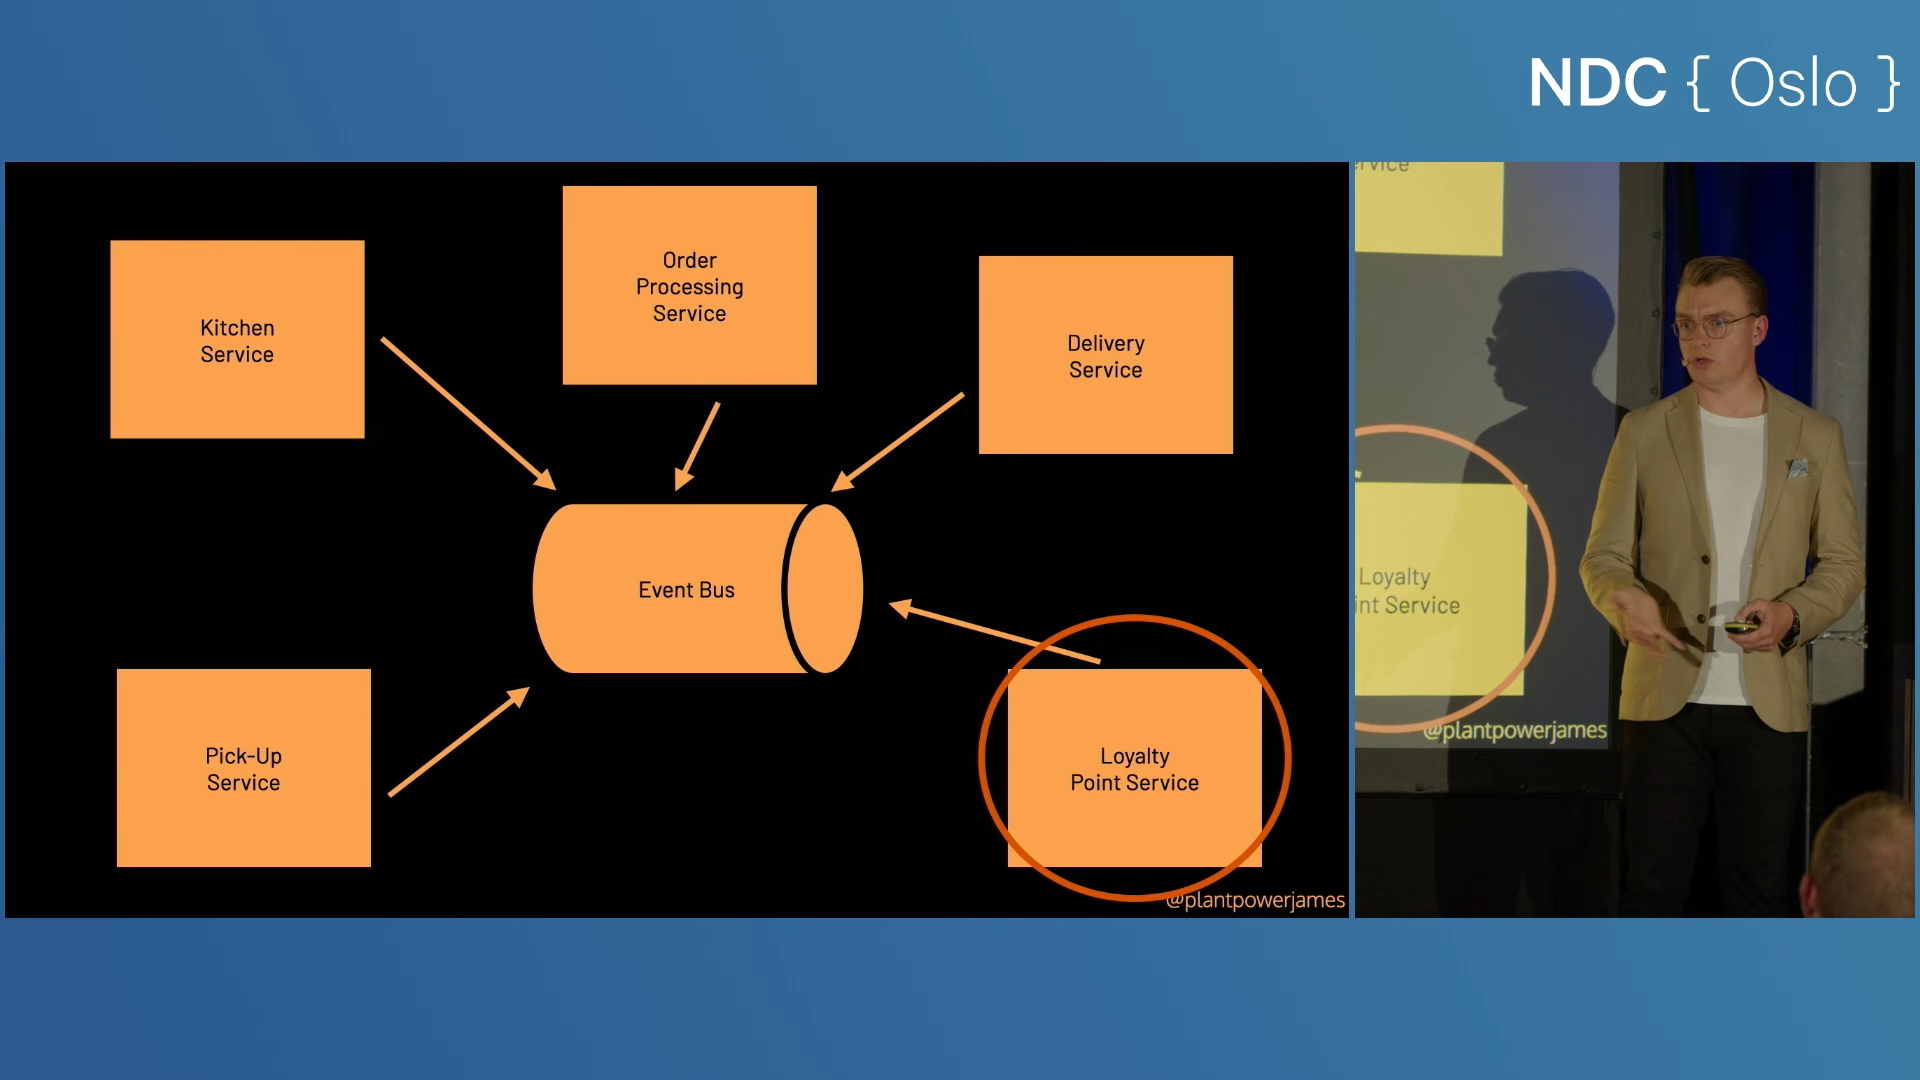 NDC { Oslo }
Kitchen
Service
Order
Processing
Service
Delivery
Service
Event Bus
Pick-Up
Service
Loyalty
Point Service
@plantpowerjames
Loyalty
Service
@plantpowerjames